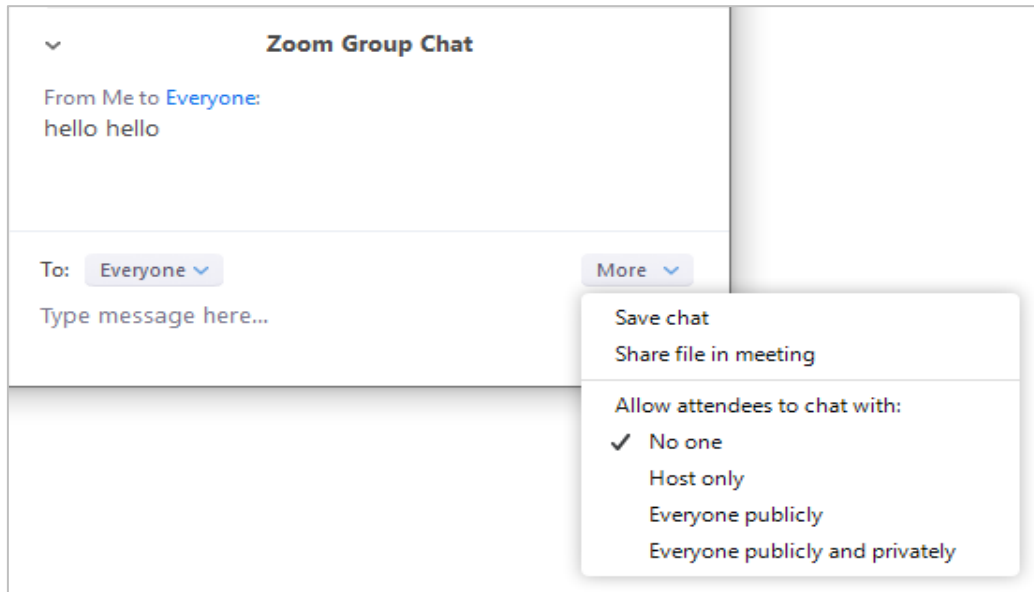 Zoom Group Chat
From Me to Everyone:
hello hello
To: Everyone More
Type message here...
Save chat
Share file in meeting
Allow attendees to chat with:
No one
Host only
Everyone publicly
Everyone publicly and privately